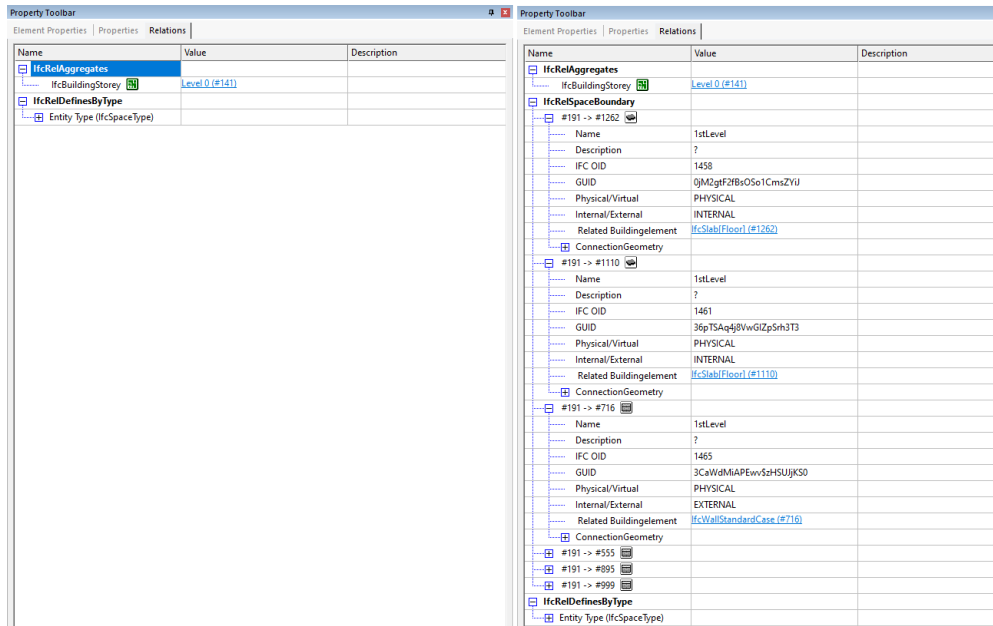 Property Toolbar
Element Properties Properties Relations
Name Value Description
IfcRelAggregates
IfcBuildingStorey Level 0 (#141)
IfcRelDefinesByType
Entity Type (IfcSpaceType)
Property Toolbar
Element Properties Properties Relations
Name Value Description
IfcRelAggregates
IfcBuildingStorey Level 0 (#141)
IfcRelSpaceBoundary
#191 -> #1262
Name 1stLevel
Description ?
IFC OID 1458
GUID 0jM2gtF2fBsOSo1CmsZYiJ
Physical/Virtual PHYSICAL
Internal/External INTERNAL
Related Buildingelement IfcSlab[Floor] (#1262)
ConnectionGeometry
#191 -> #1110
Name 1stLevel
Description ?
IFC OID 1461
GUID 36pTSAq4j8VwGIZpSrh3T3
Physical/Virtual PHYSICAL
Internal/External INTERNAL
Related Buildingelement IfcSlab[Floor] (#1110)
ConnectionGeometry
#191 -> #716
Name 1stLevel
Description ?
IFC OID 1465
GUID 3CaWdMiAPEwv$zHSUJjKS0
Physical/Virtual PHYSICAL
Internal/External EXTERNAL
Related Buildingelement IfcWallStandardCase (#716)
ConnectionGeometry
#191 -> #555
#191 -> #895
#191 -> #999
IfcRelDefinesByType
Entity Type (IfcSpaceType)